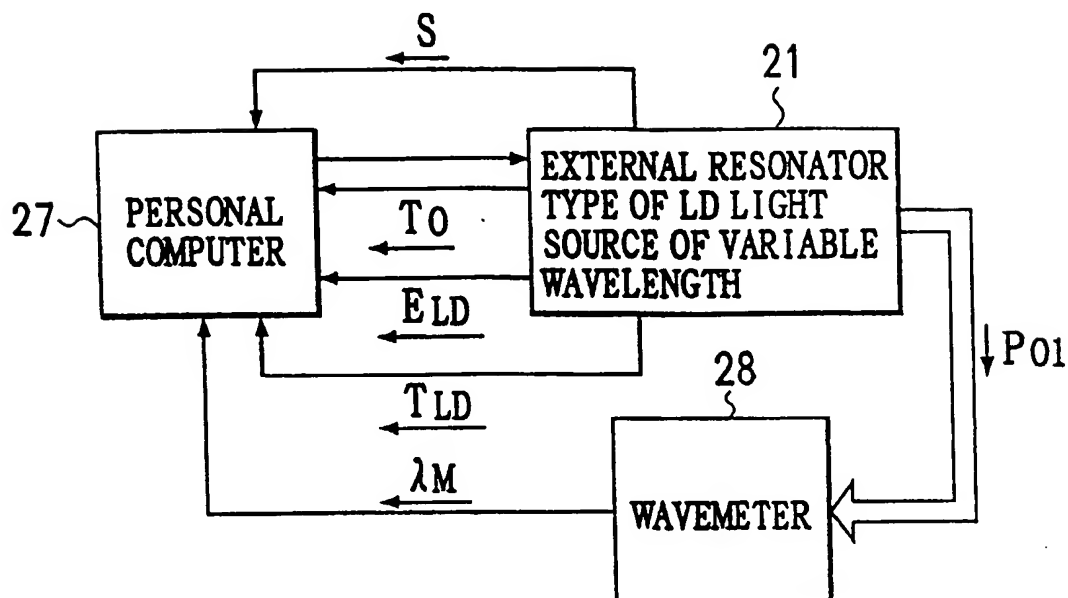 S
21
EXTERNAL RESONATOR
TYPE OF LD LIGHT
SOURCE OF VARIABLE
WAVELENGTH
27
PERSONAL
COMPUTER
TO
ELD
PO1
28
TLD
λM
WAVEMETER